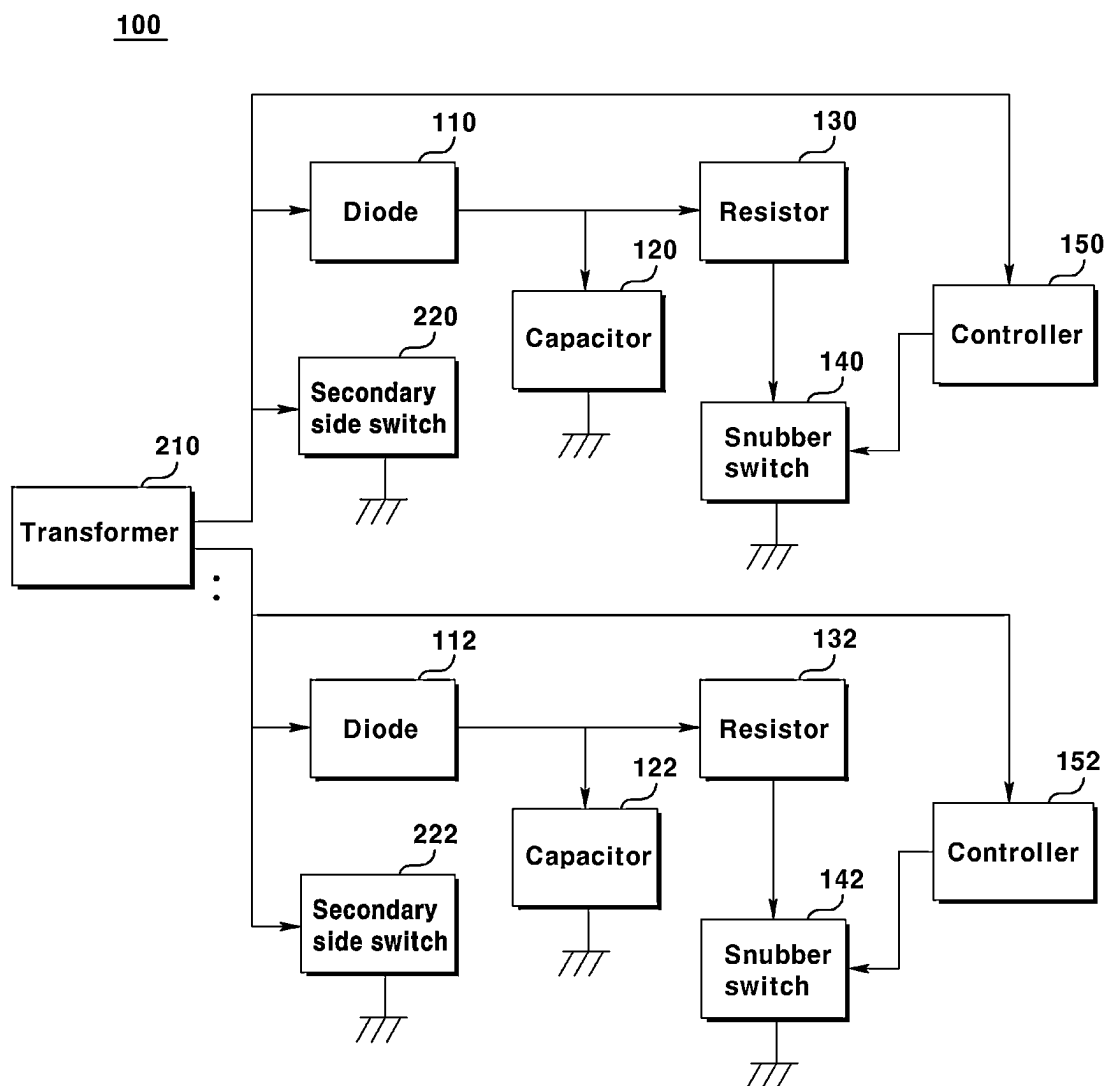 100
110
130
Diode
Resistor
120
150
220
Capacitor
Controller
140
Secondary
side switch
210
Snubber
switch
Transformer
:
112
132
Diode
Resistor
122
152
222
Capacitor
Controller
142
Secondary
side switch
Snubber
switch